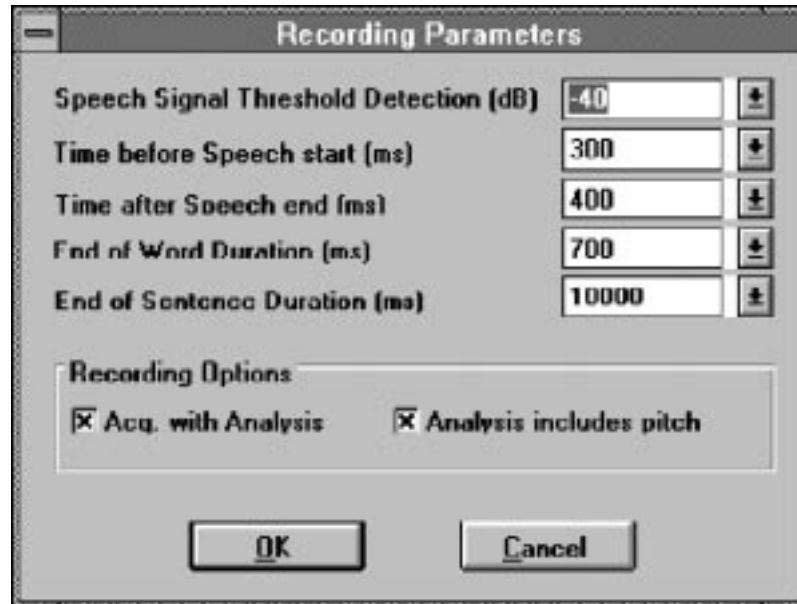 Recording Parameters
Speech Signal Threshold Detection (dB) -40
Time before Speech start (ms) 300
Time after Speech end (ms) 400
End of Word Duration (ms) 700
End of Sentence Duration (ms) 10000
Recording Options
Acq. with Analysis Analysis includes pitch
OK Cancel